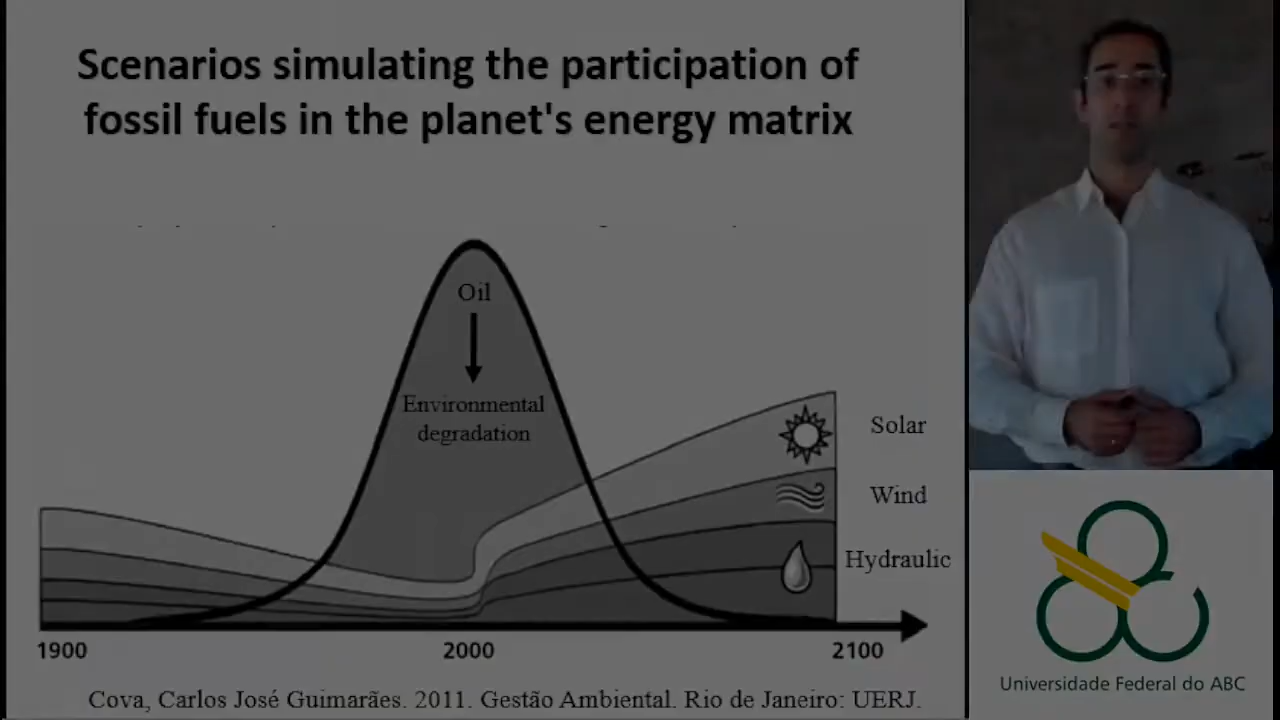 Scenarios simulating the participation of
fossil fuels in the planet's energy matrix
Oil
Environmental
degradation
Solar
Wind
Hydraulic
1900
2000
2100
Cova, Carlos José Guimarães. 2011. Gestão Ambiental. Rio de Janeiro: UERJ.
Universidade Federal do ABC